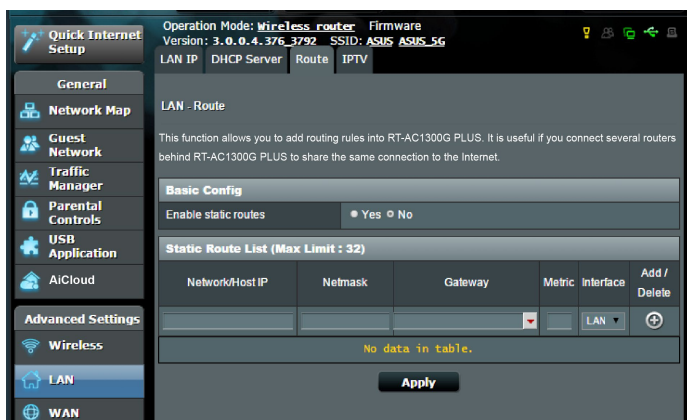 Quick Internet
Setup
General
Network Map
Guest
Network
Traffic
Manager
Parental
Controls
USB
Application
AiCloud
Advanced Settings
Wireless
LAN
WAN
Operation Mode: Wireless router Firmware
Version: 3.0.0.4.376_3792 SSID: ASUS ASUS_5G
LAN IP DHCP Server Route IPTV
LAN - Route
This function allows you to add routing rules into RT-AC1300G PLUS. It is useful if you connect several routers
behind RT-AC1300G PLUS to share the same connection to the Internet.
Basic Config
Enable static routes Yes No
Static Route List (Max Limit : 32)
Network/Host IP Netmask Gateway Metric Interface Add / Delete
LAN
No data in table.
Apply